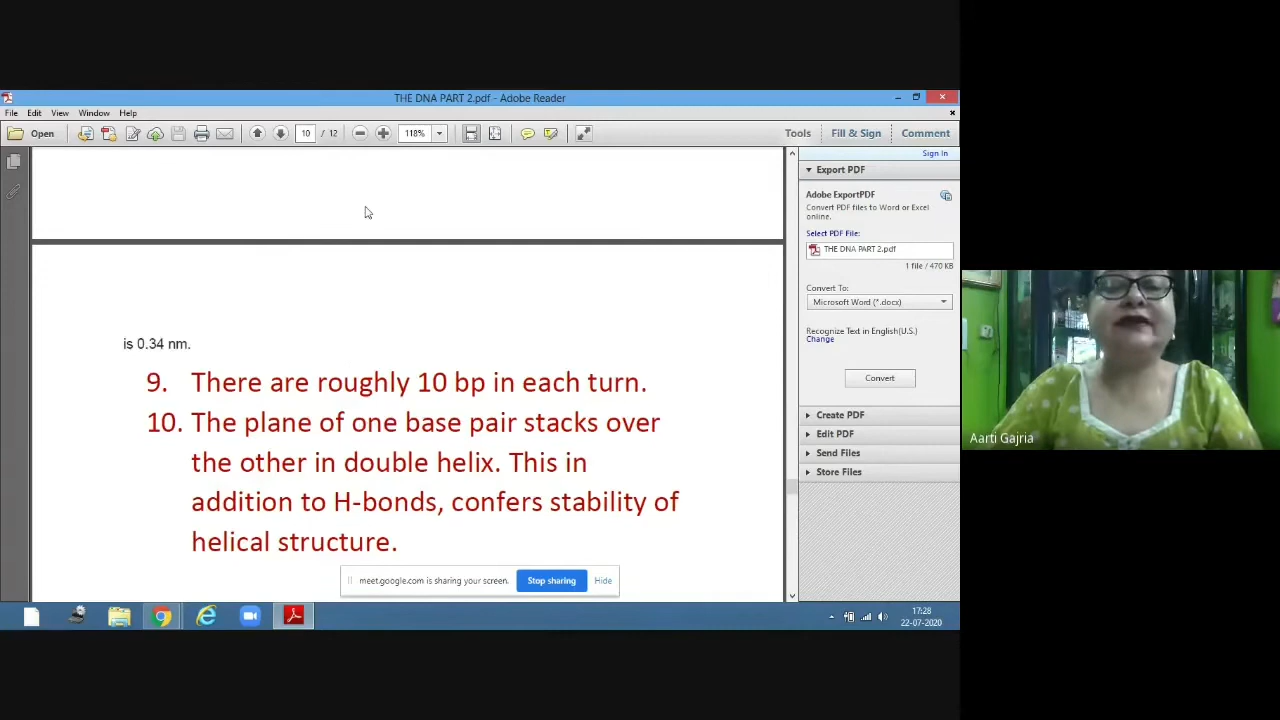 THE DNA PART 2.pdf - Adobe Reader
File Edit View Window Help
Open 10 / 12 118% Tools Fill & Sign Comment
Sign In
Export PDF
Adobe ExportPDF
Convert PDF files to Word or Excel
online.
Select PDF File:
THE DNA PART 2.pdf
1 file / 470 KB
Convert To:
Microsoft Word (*.docx)
Recognize Text in English(U.S.)
Change
Convert
Create PDF
Edit PDF
Send Files
Store Files
is 0.34 nm.
9. There are roughly 10 bp in each turn.
10. The plane of one base pair stacks over
the other in double helix. This in
addition to H-bonds, confers stability of
helical structure.
meet.google.com is sharing your screen. Stop sharing Hide
17:28
22-07-2020
Aarti Gajria